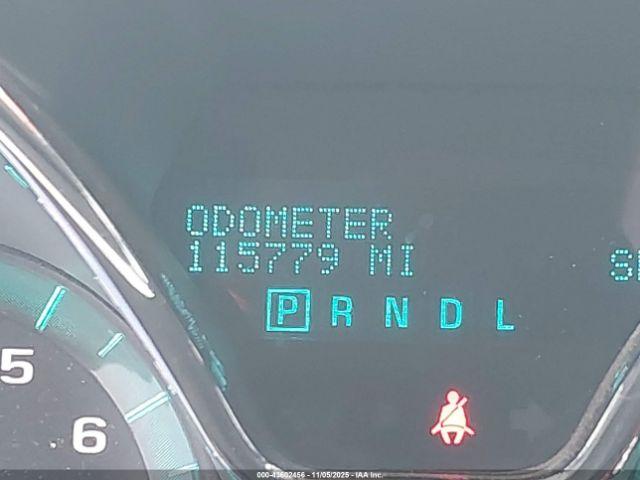 ODOMETER
115779 MI
P R N D L
5
6
000-43602456 - 11/05/2025 - IAA Inc.